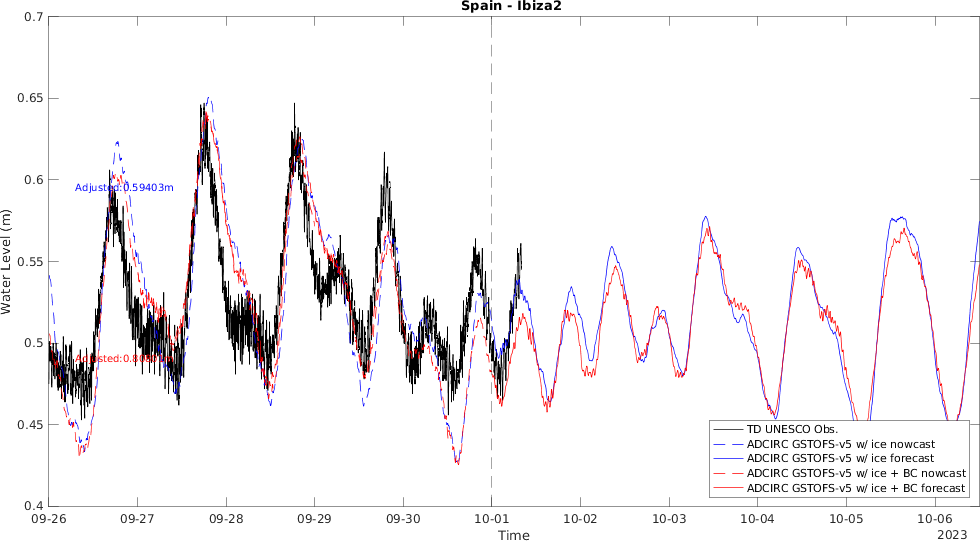 Spain - Ibiza2
0.7
0.65
0.6
0.55
0.5
0.45
0.4
Water Level (m)
Adjusted:0.59403m
TD UNESCO Obs.
ADCIRC GSTOFS-v5 w/ ice nowcast
ADCIRC GSTOFS-v5 w/ ice forecast
ADCIRC GSTOFS-v5 w/ ice + BC nowcast
ADCIRC GSTOFS-v5 w/ ice + BC forecast
09-26 09-27 09-28 09-29 09-30 10-01 10-02 10-03 10-04 10-05 10-06
Time
2023